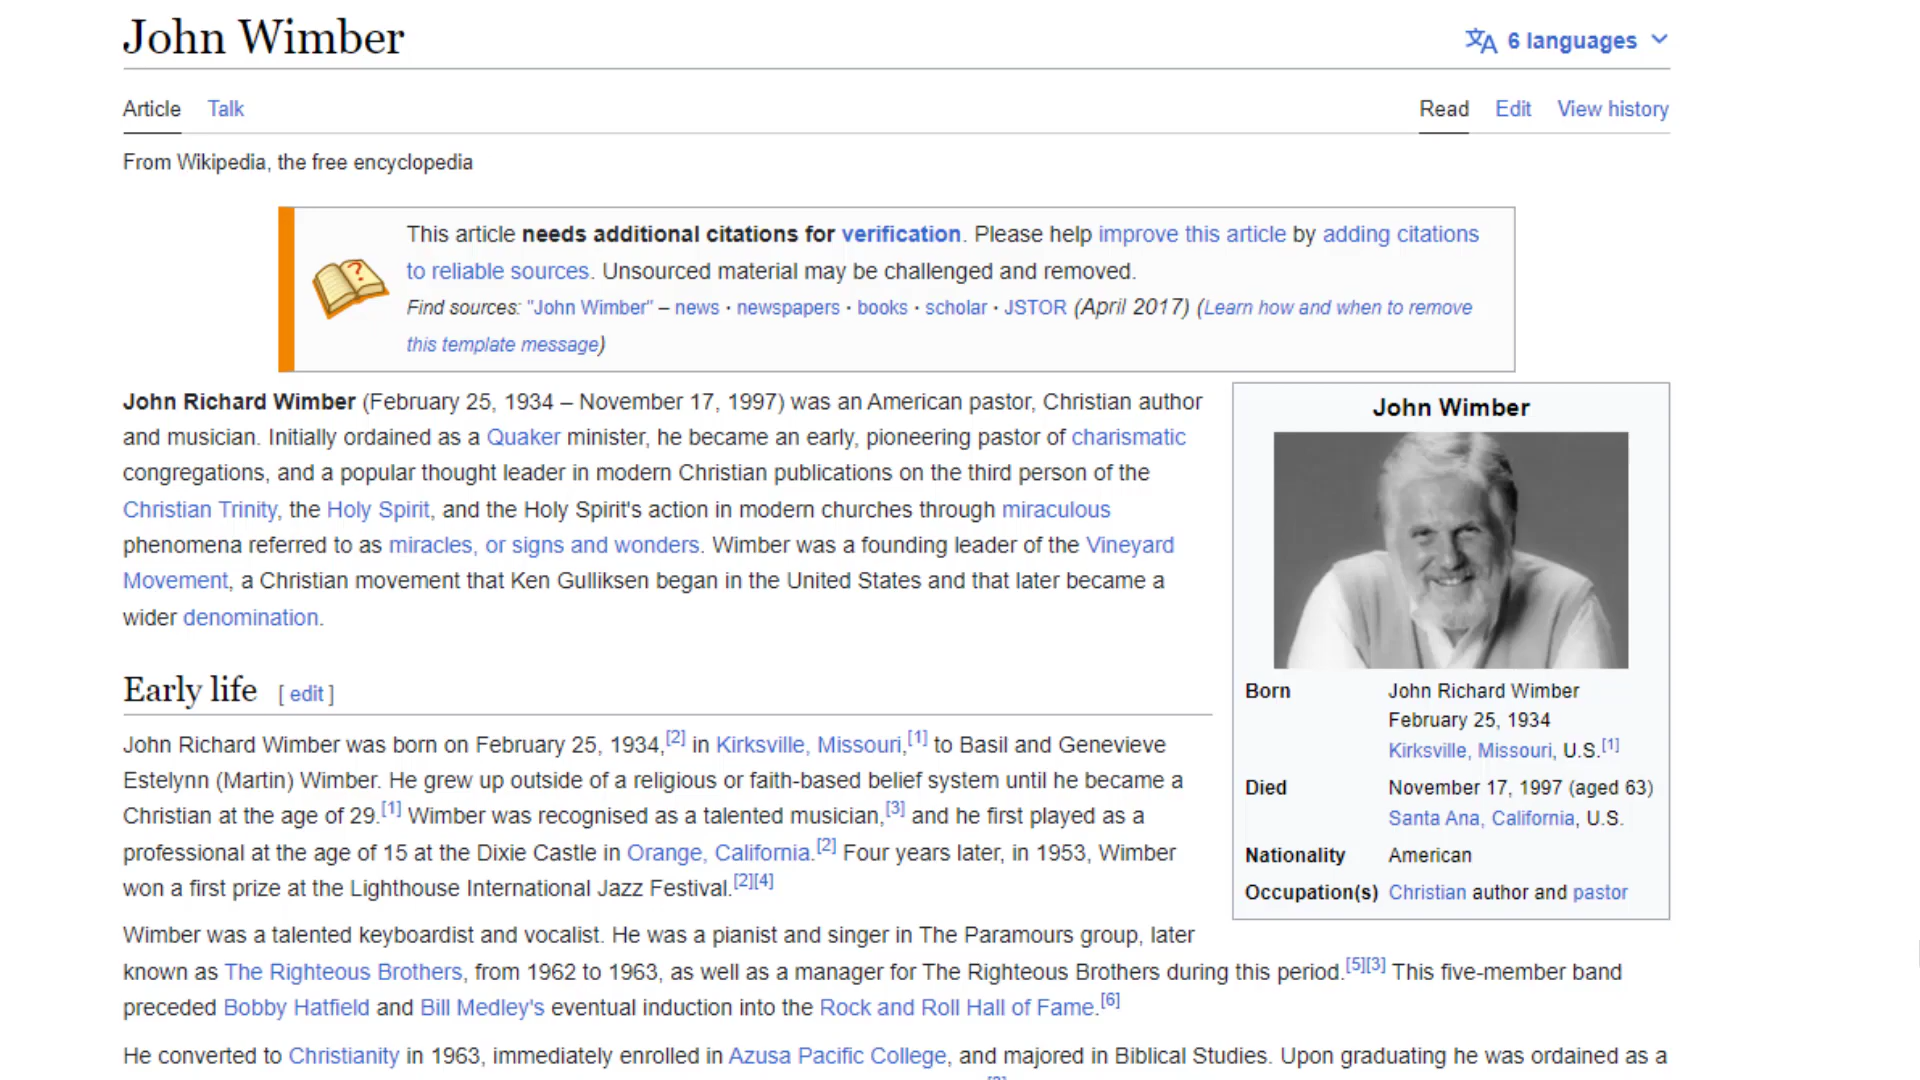 John Wimber
6 languages
Article Talk
Read Edit View history
From Wikipedia, the free encyclopedia
This article needs additional citations for verification. Please help improve this article by adding citations
to reliable sources. Unsourced material may be challenged and removed.
Find sources: "John Wimber" – news · newspapers · books · scholar · JSTOR (April 2017) (Learn how and when to remove
this template message)
John Richard Wimber (February 25, 1934 – November 17, 1997) was an American pastor, Christian author
and musician. Initially ordained as a Quaker minister, he became an early, pioneering pastor of charismatic
congregations, and a popular thought leader in modern Christian publications on the third person of the
Christian Trinity, the Holy Spirit, and the Holy Spirit's action in modern churches through miraculous
phenomena referred to as miracles, or signs and wonders. Wimber was a founding leader of the Vineyard
Movement, a Christian movement that Ken Gulliksen began in the United States and that later became a
wider denomination.
John Wimber
Born John Richard Wimber
February 25, 1934
Kirksville, Missouri, U.S.[1]
Died November 17, 1997 (aged 63)
Santa Ana, California, U.S.
Nationality American
Occupation(s) Christian author and pastor
Early life [ edit ]
John Richard Wimber was born on February 25, 1934,[2] in Kirksville, Missouri,[1] to Basil and Genevieve
Estelynn (Martin) Wimber. He grew up outside of a religious or faith-based belief system until he became a
Christian at the age of 29.[1] Wimber was recognised as a talented musician,[3] and he first played as a
professional at the age of 15 at the Dixie Castle in Orange, California.[2] Four years later, in 1953, Wimber
won a first prize at the Lighthouse International Jazz Festival.[2][4]
Wimber was a talented keyboardist and vocalist. He was a pianist and singer in The Paramours group, later
known as The Righteous Brothers, from 1962 to 1963, as well as a manager for The Righteous Brothers during this period.[5][3] This five-member band
preceded Bobby Hatfield and Bill Medley's eventual induction into the Rock and Roll Hall of Fame.[6]
He converted to Christianity in 1963, immediately enrolled in Azusa Pacific College, and majored in Biblical Studies. Upon graduating he was ordained as a